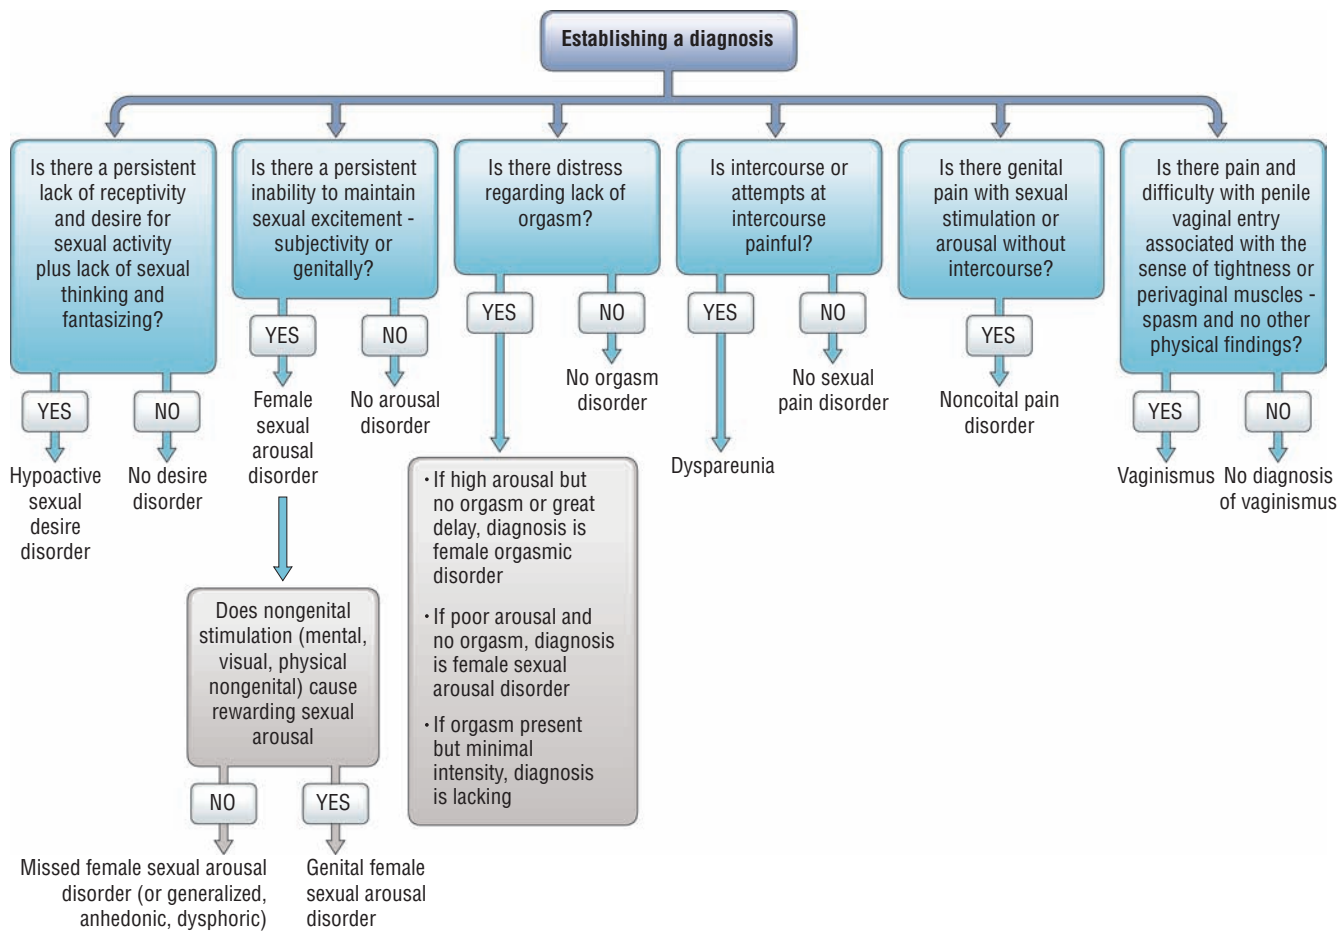 Establishing a diagnosis
Is there a persistent
lack of receptivity
and desire for
sexual activity
plus lack of sexual
thinking and
fantasizing?
YES
NO
Hypoactive
sexual
desire
disorder
No desire
disorder
Is there a persistent
inability to maintain
sexual excitement -
subjectivity or
genitally?
YES
NO
Female
sexual
arousal
disorder
No arousal
disorder
Does nongenital
stimulation (mental,
visual, physical
nongenital) cause
rewarding sexual
arousal
NO
YES
Missed female sexual arousal
disorder (or generalized,
anhedonic, dysphoric)
Genital female
sexual arousal
disorder
Is there distress
regarding lack of
orgasm?
YES
NO
No orgasm
disorder
· If high arousal but
no orgasm or great
delay, diagnosis is
female orgasmic
disorder
· If poor arousal and
no orgasm, diagnosis
is female sexual
arousal disorder
· If orgasm present
but minimal
intensity, diagnosis
is lacking
Is intercourse or
attempts at
intercourse
painful?
YES
NO
Dyspareunia
No sexual
pain disorder
Is there genital
pain with sexual
stimulation or
arousal without
intercourse?
YES
Noncoital pain
disorder
Is there pain and
difficulty with penile
vaginal entry
associated with the
sense of tightness or
perivaginal muscles -
spasm and no other
physical findings?
YES
NO
Vaginismus
No diagnosis
of vaginismus